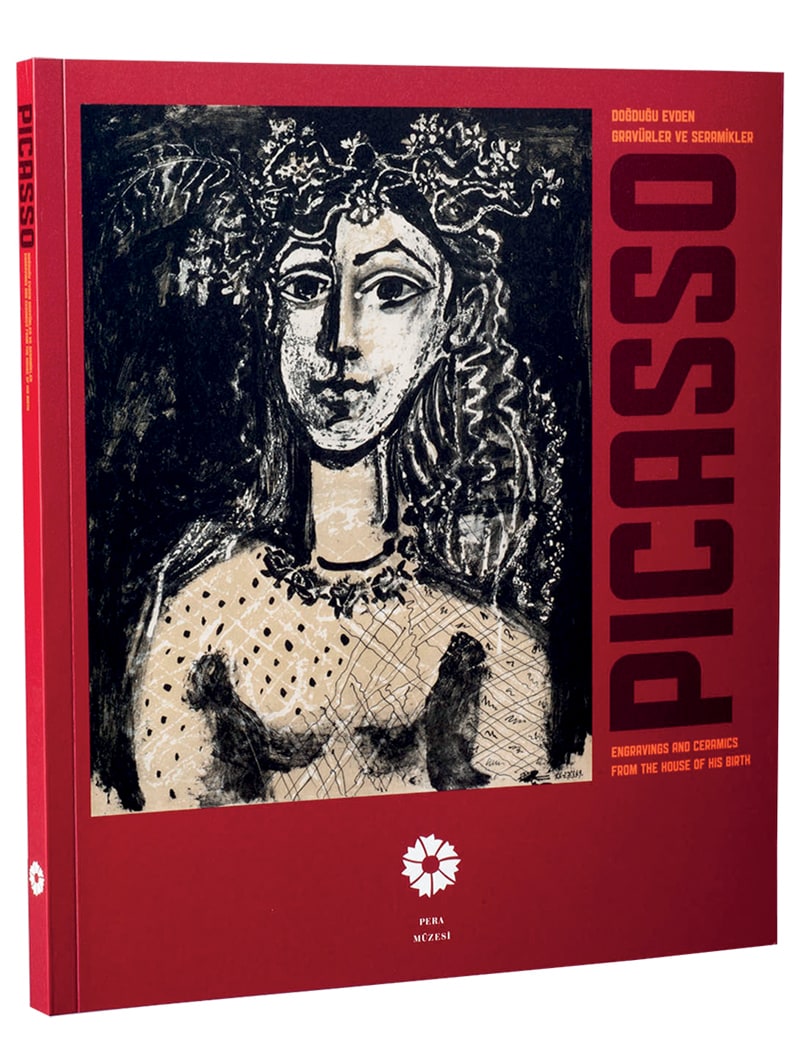 PICASSO
DOĞDUĞU EVDEN
GRAVÜRLER VE SERAMİKLER
PICASSO
ENGRAVINGS AND CERAMICS
FROM THE HOUSE OF HIS BIRTH
PERA
MÜZESİ